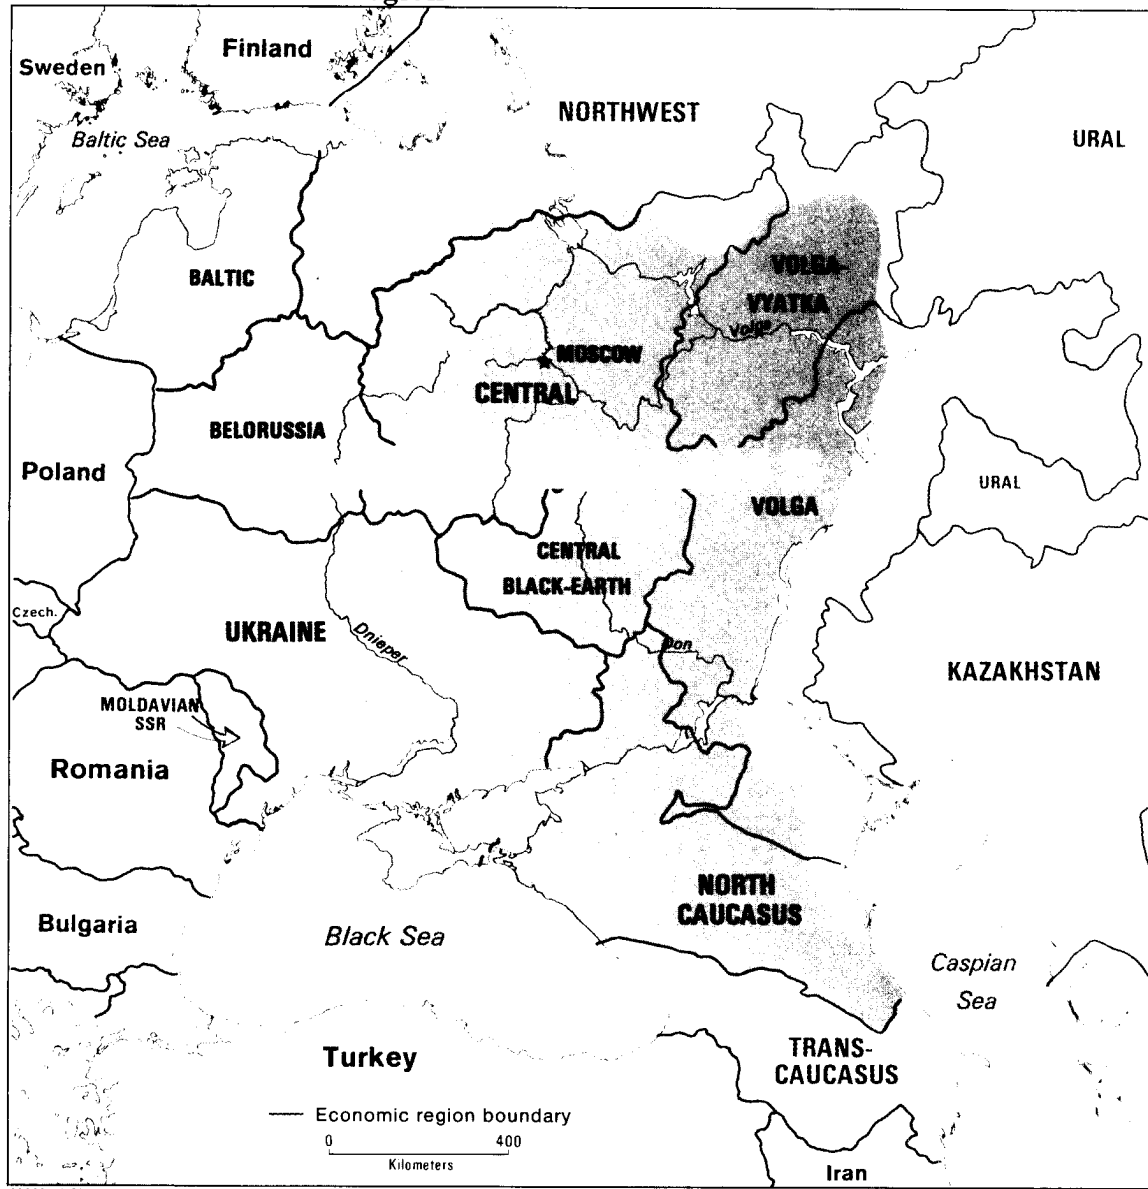 Finland
Sweden
NORTHWEST
Baltic Sea
URAL
BALTIC
VOLGA-
VYATKA
Volga
MOSCOW
CENTRAL
BELORUSSIA
Poland
URAL
VOLGA
CENTRAL
BLACK-EARTH
Czech.
UKRAINE
Dnieper
Don
KAZAKHSTAN
MOLDAVIAN
SSR
Romania
NORTH
CAUCASUS
Bulgaria
Black Sea
Caspian
Sea
Turkey
TRANS-
CAUCASUS
Economic region boundary
0 400
Kilometers
Iran